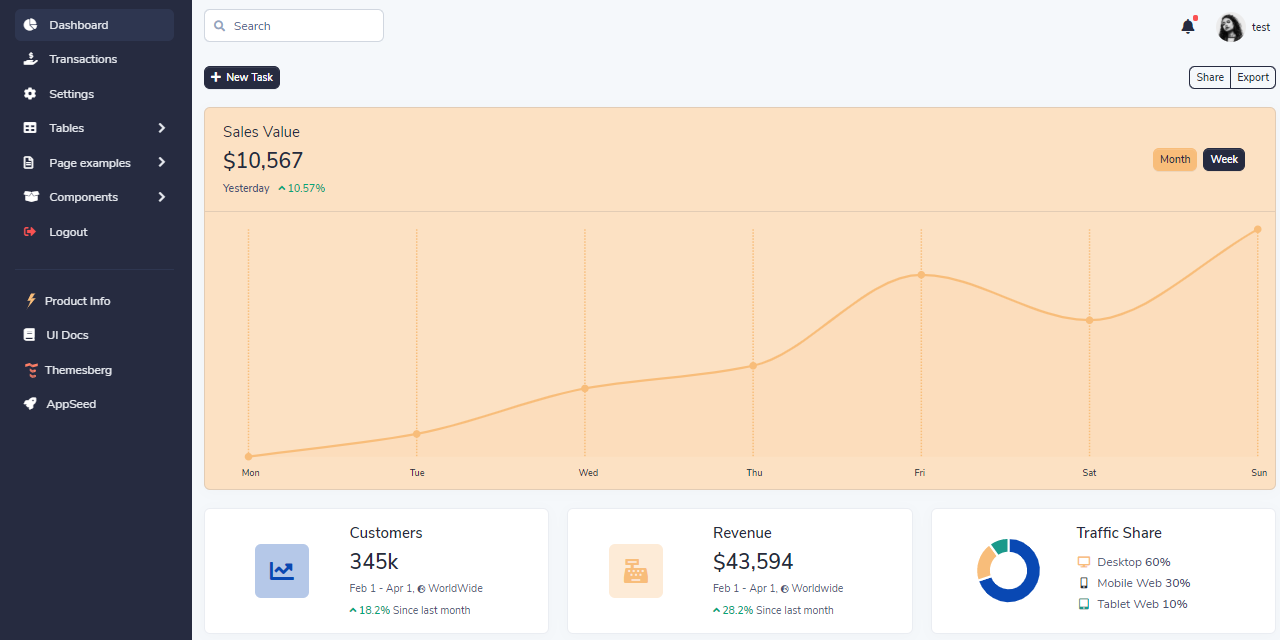 Dashboard
Transactions
Settings
Tables
Page examples
Components
Logout
Product Info
UI Docs
Themesberg
AppSeed
Search
test
New Task
Share Export
Sales Value
$10,567
Yesterday 10.57%
Month Week
Mon Tue Wed Thu Fri Sat Sun
Customers
345k
Feb 1 - Apr 1, WorldWide
18.2% Since last month
Revenue
$43,594
Feb 1 - Apr 1, Worldwide
28.2% Since last month
Traffic Share
Desktop 60%
Mobile Web 30%
Tablet Web 10%